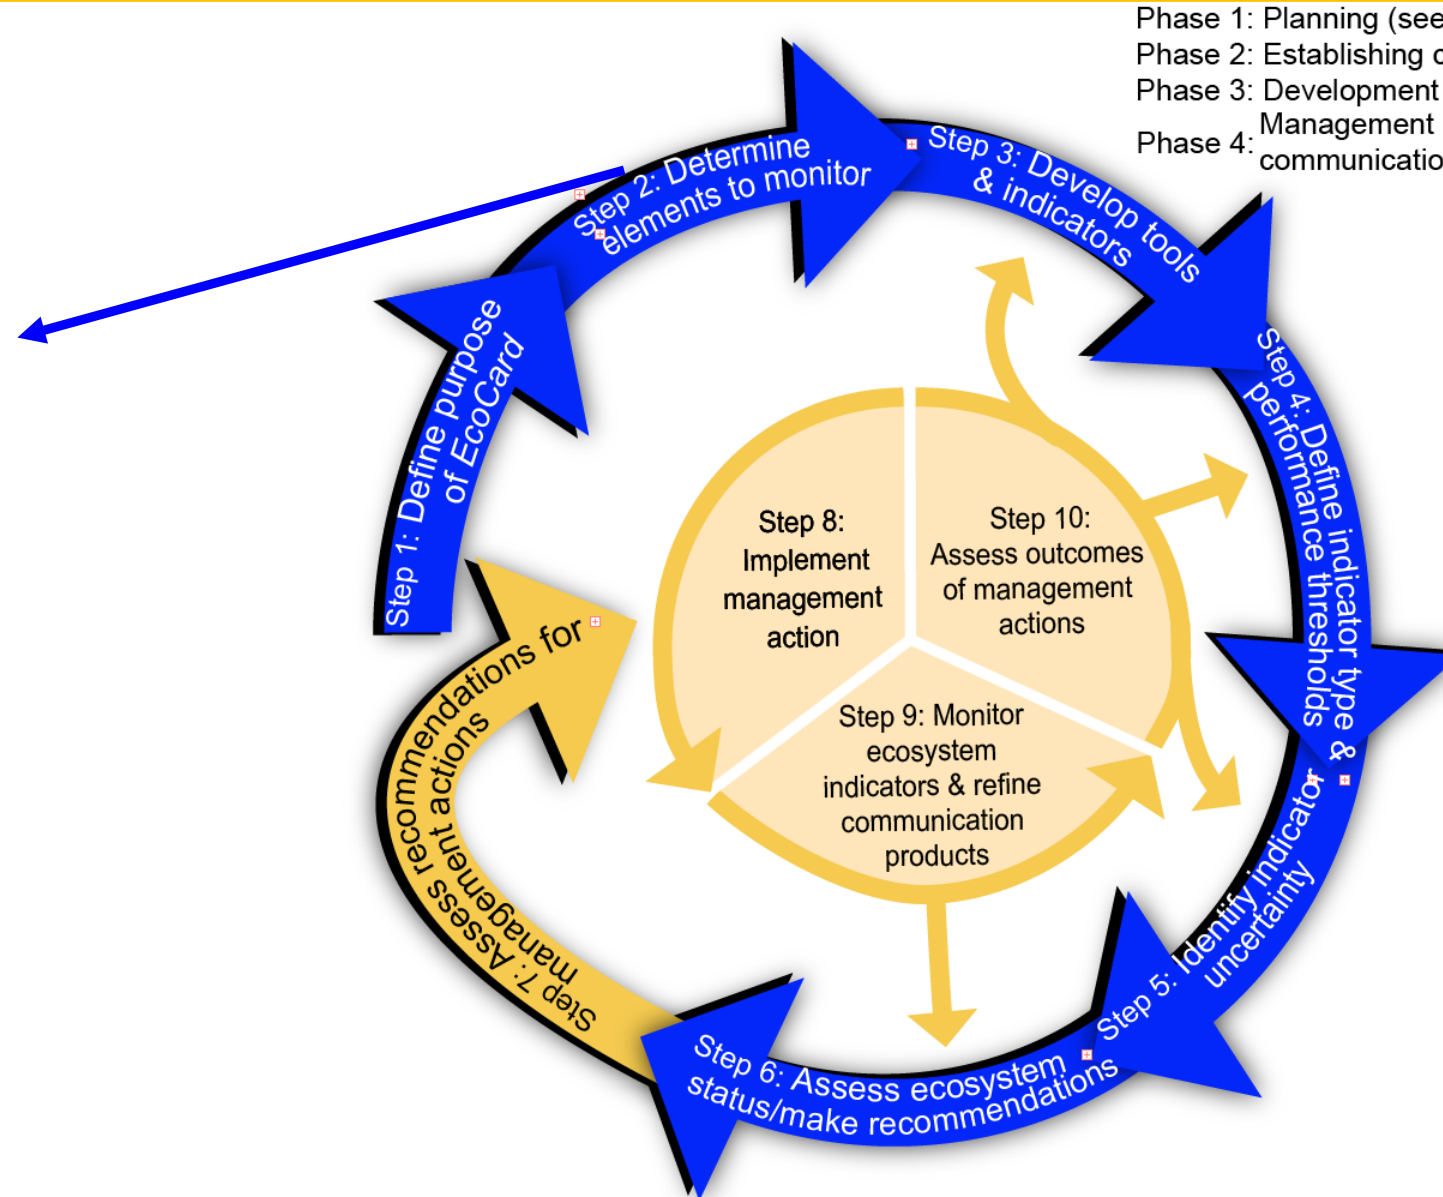 Phase 1: Planning (see
Phase 2: Establishing
Phase 3: Development
Phase 4: Management
communicatio
Step 1: Define purpose
of EcoCard
Step 2: Determine
elements to monitor
Step 3: Develop tools
& indicators
Step 4: Define indicator type &
performance thresholds
Step 5: Identify indicator
uncertainty
Step 6: Assess ecosystem
status/make recommendations
Step 7: Assess recommendations for
management actions
Step 8:
Implement
management
action
Step 9: Monitor
ecosystem
indicators & refine
communication
products
Step 10:
Assess outcomes
of management
actions